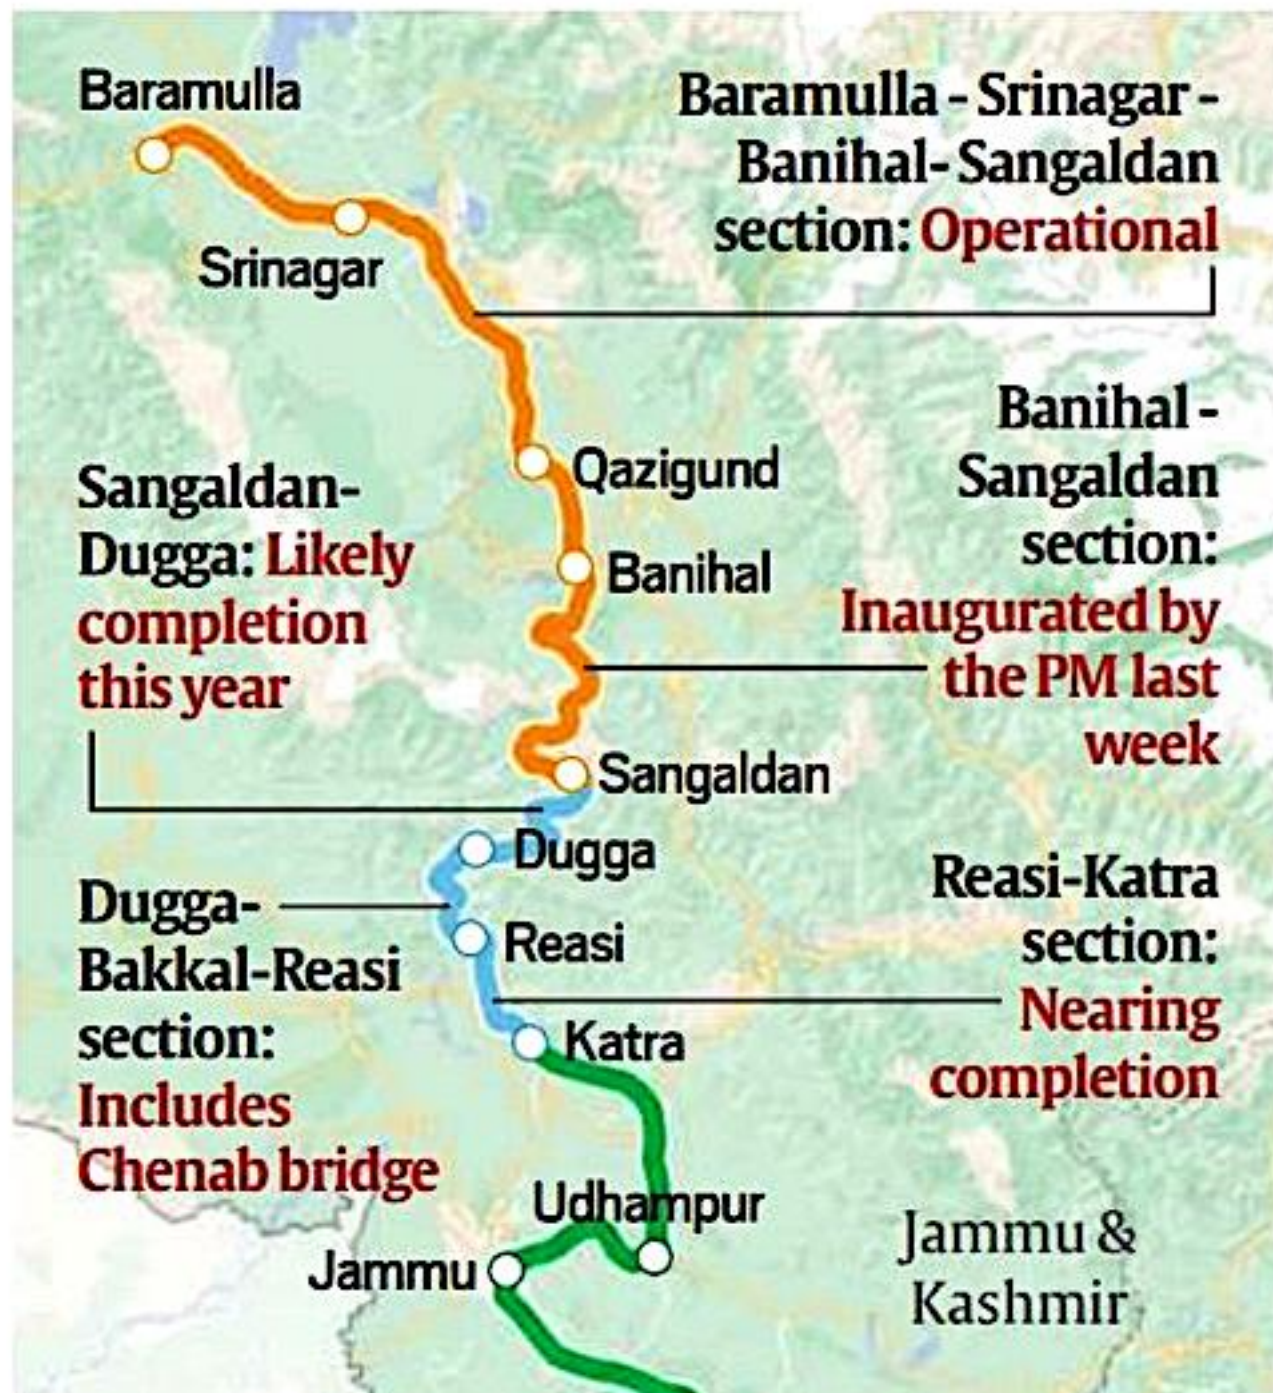 Baramulla
Baramulla - Srinagar -
Banihal- Sangaldan
section: Operational
Srinagar
Banihal -
Sangaldan
section:
Inaugurated by
the PM last
week
Qazigund
Sangaldan-
Dugga: Likely
completion
this year
Banihal
Sangaldan
Dugga
Dugga-
Bakkal-Reasi
section:
Includes
Chenab bridge
Reasi-Katra
section:
Nearing
completion
Reasi
Katra
Udhampur
Jammu
Jammu &
Kashmir